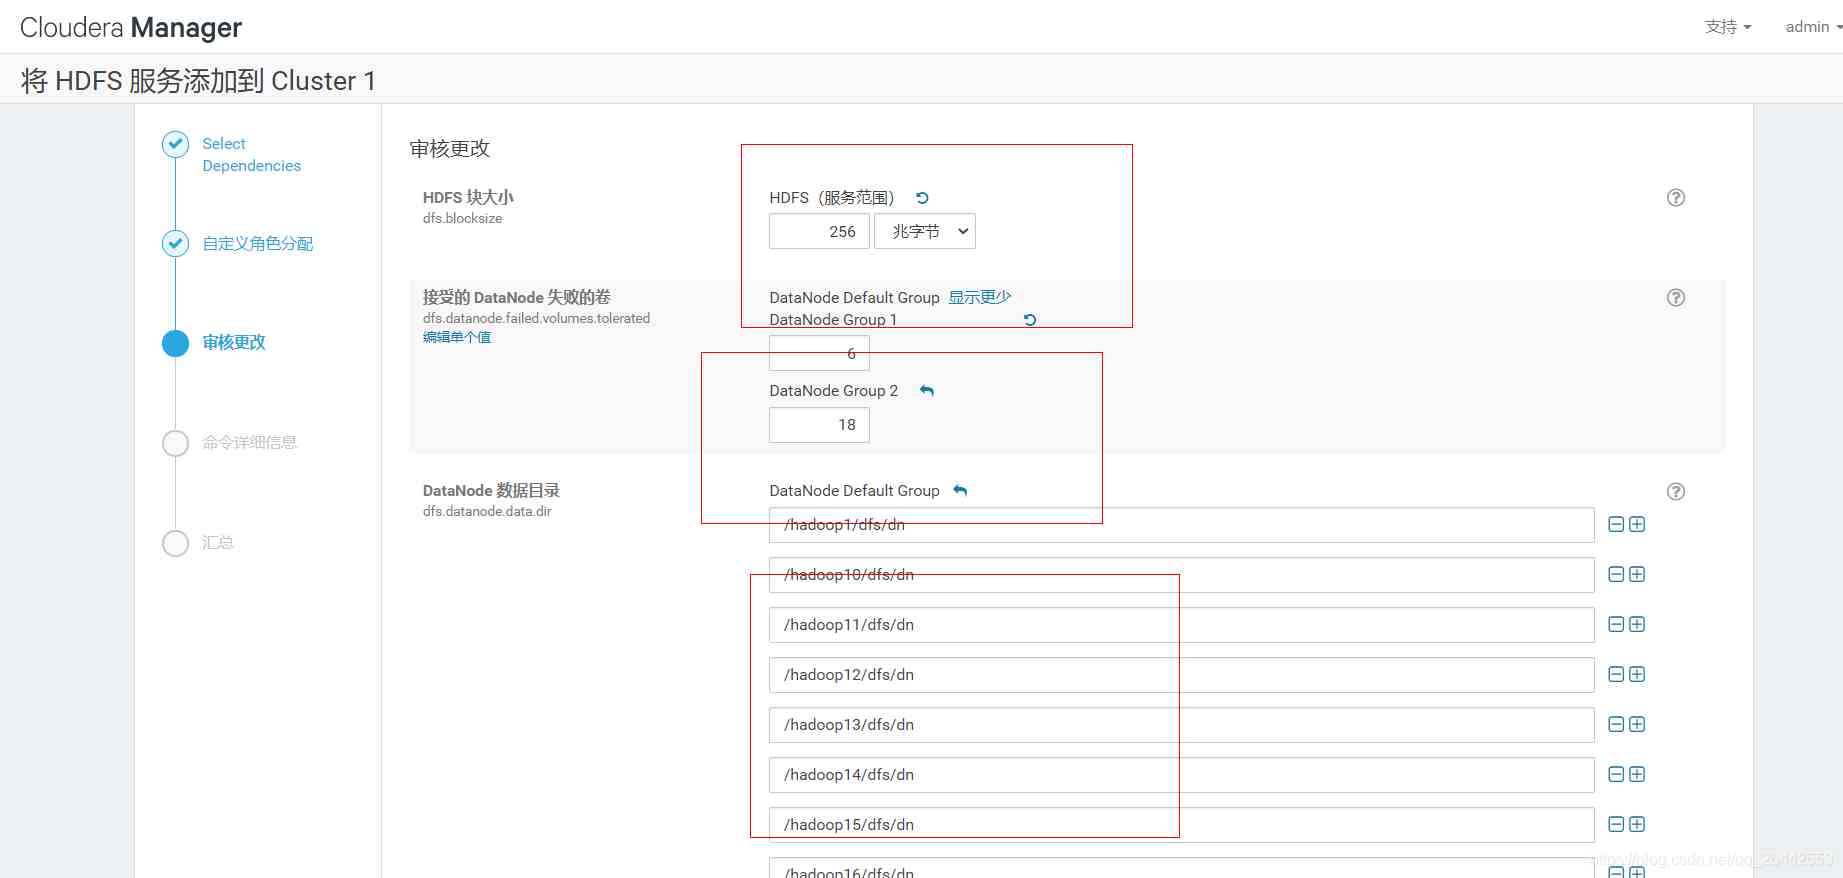 Cloudera Manager
支持
admin
将 HDFS 服务添加到 Cluster 1
Select
Dependencies
自定义角色分配
审核更改
命令详细信息
汇总
审核更改
HDFS 块大小
dfs.blocksize
HDFS（服务范围）
256
兆字节
接受的 DataNode 失败的卷
dfs.datanode.failed.volumes.tolerated
编辑单个值
DataNode Default Group 显示更少
DataNode Group 1
6
DataNode Group 2
18
DataNode 数据目录
dfs.datanode.data.dir
DataNode Default Group
/hadoop1/dfs/dn
/hadoop10/dfs/dn
/hadoop11/dfs/dn
/hadoop12/dfs/dn
/hadoop13/dfs/dn
/hadoop14/dfs/dn
/hadoop15/dfs/dn
/hadoop16/dfs/dn